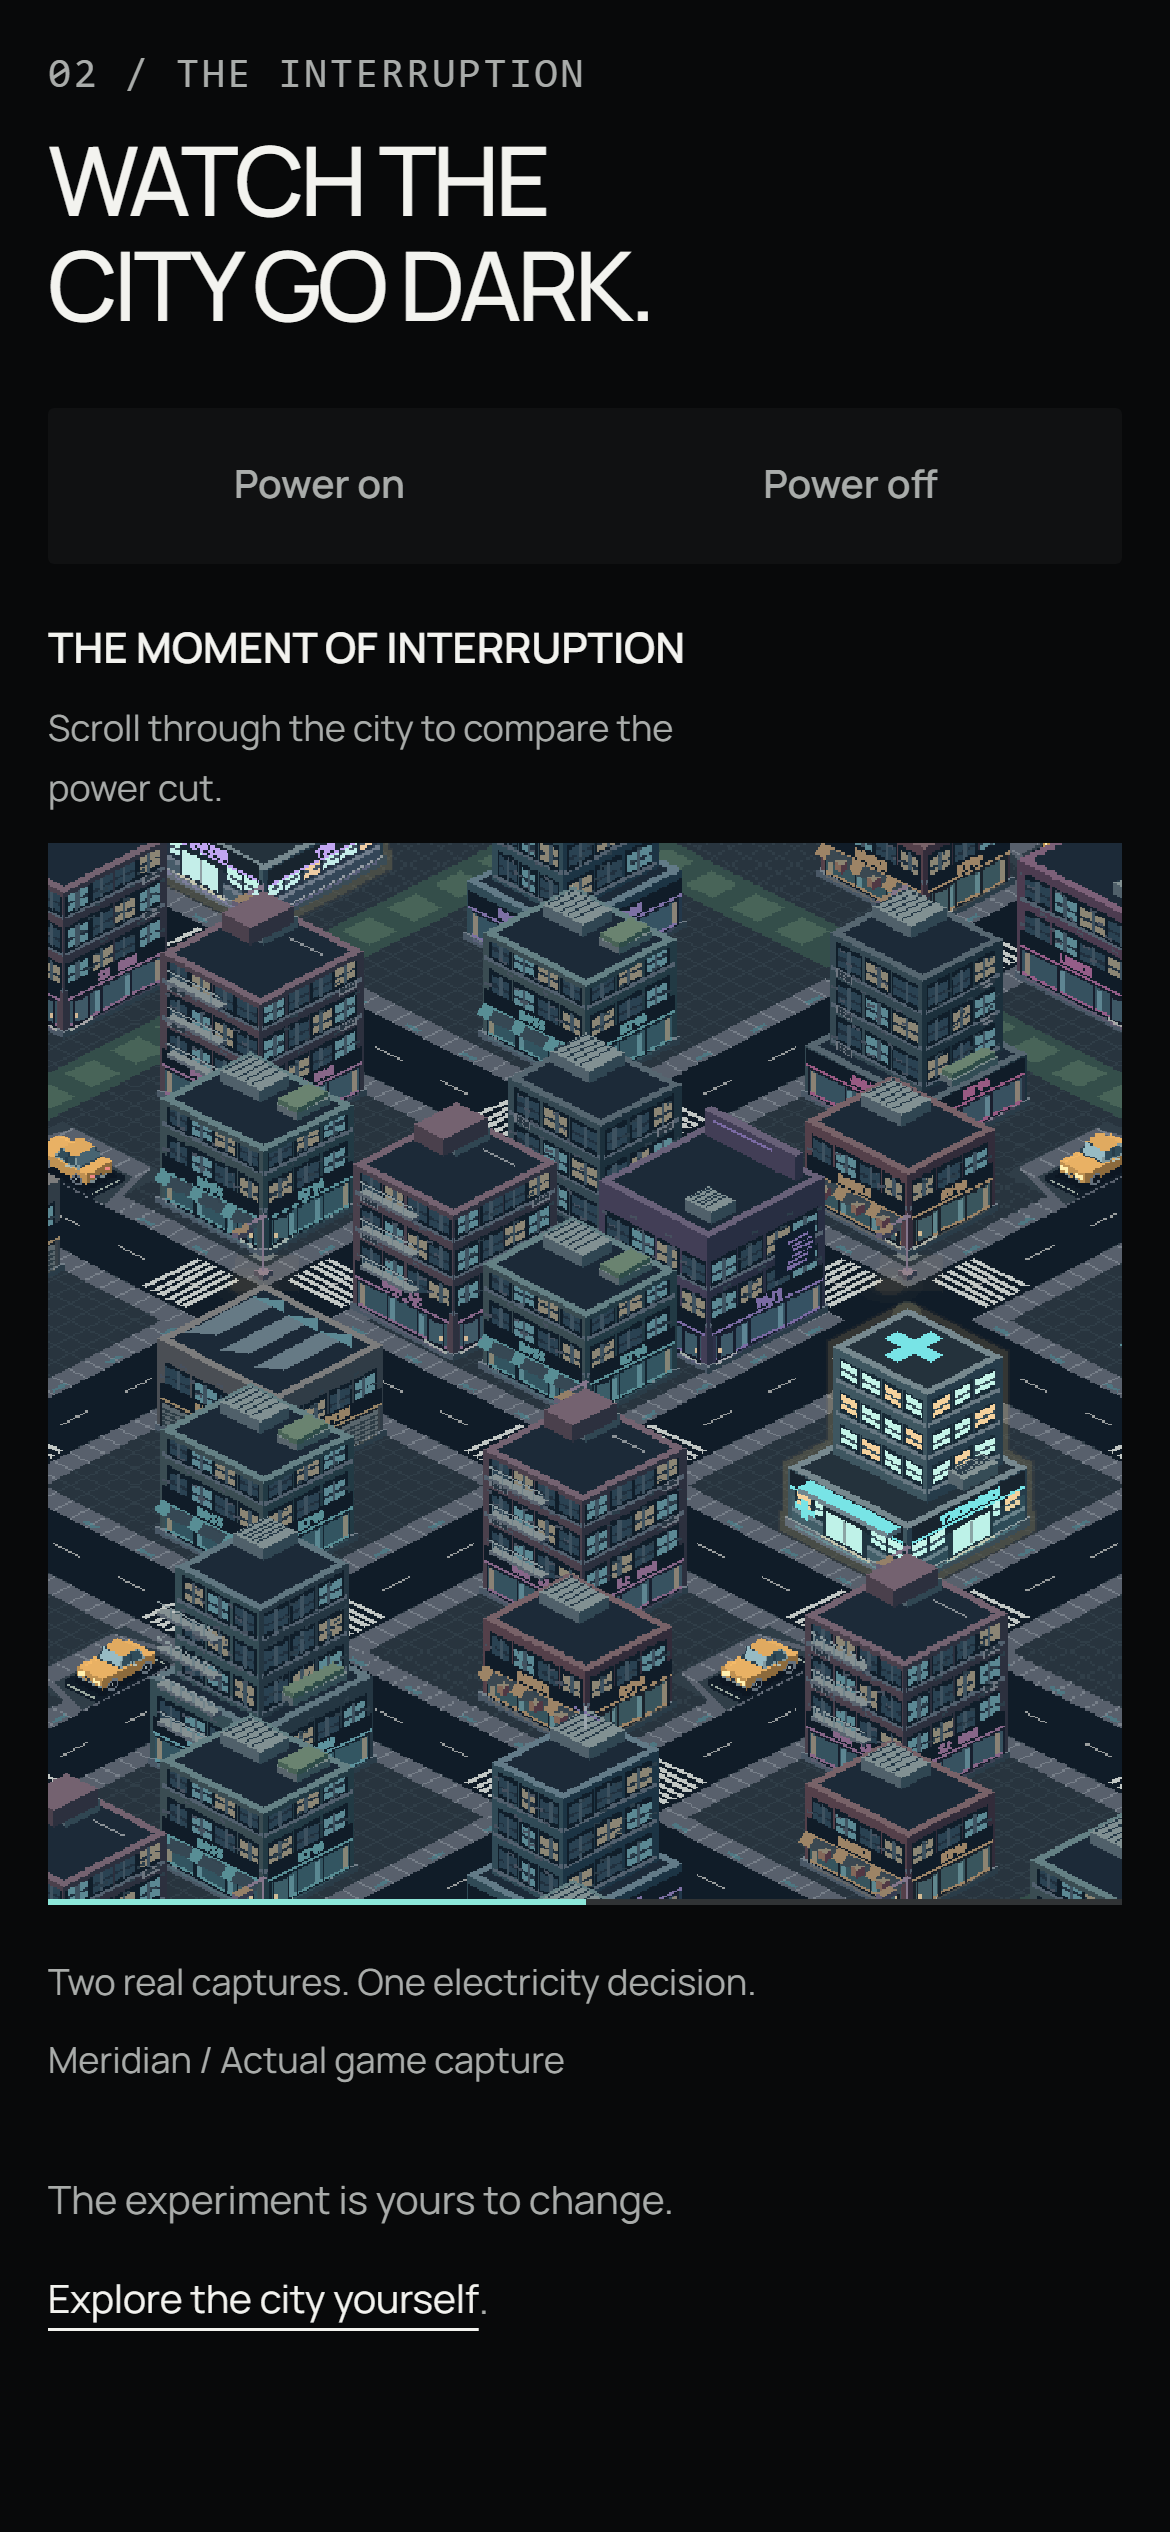 02 / THE INTERRUPTION
WATCH THE
CITY GO DARK.
Power on
Power off
THE MOMENT OF INTERRUPTION
Scroll through the city to compare the
power cut.
Two real captures. One electricity decision.
Meridian / Actual game capture
The experiment is yours to change.
Explore the city yourself.